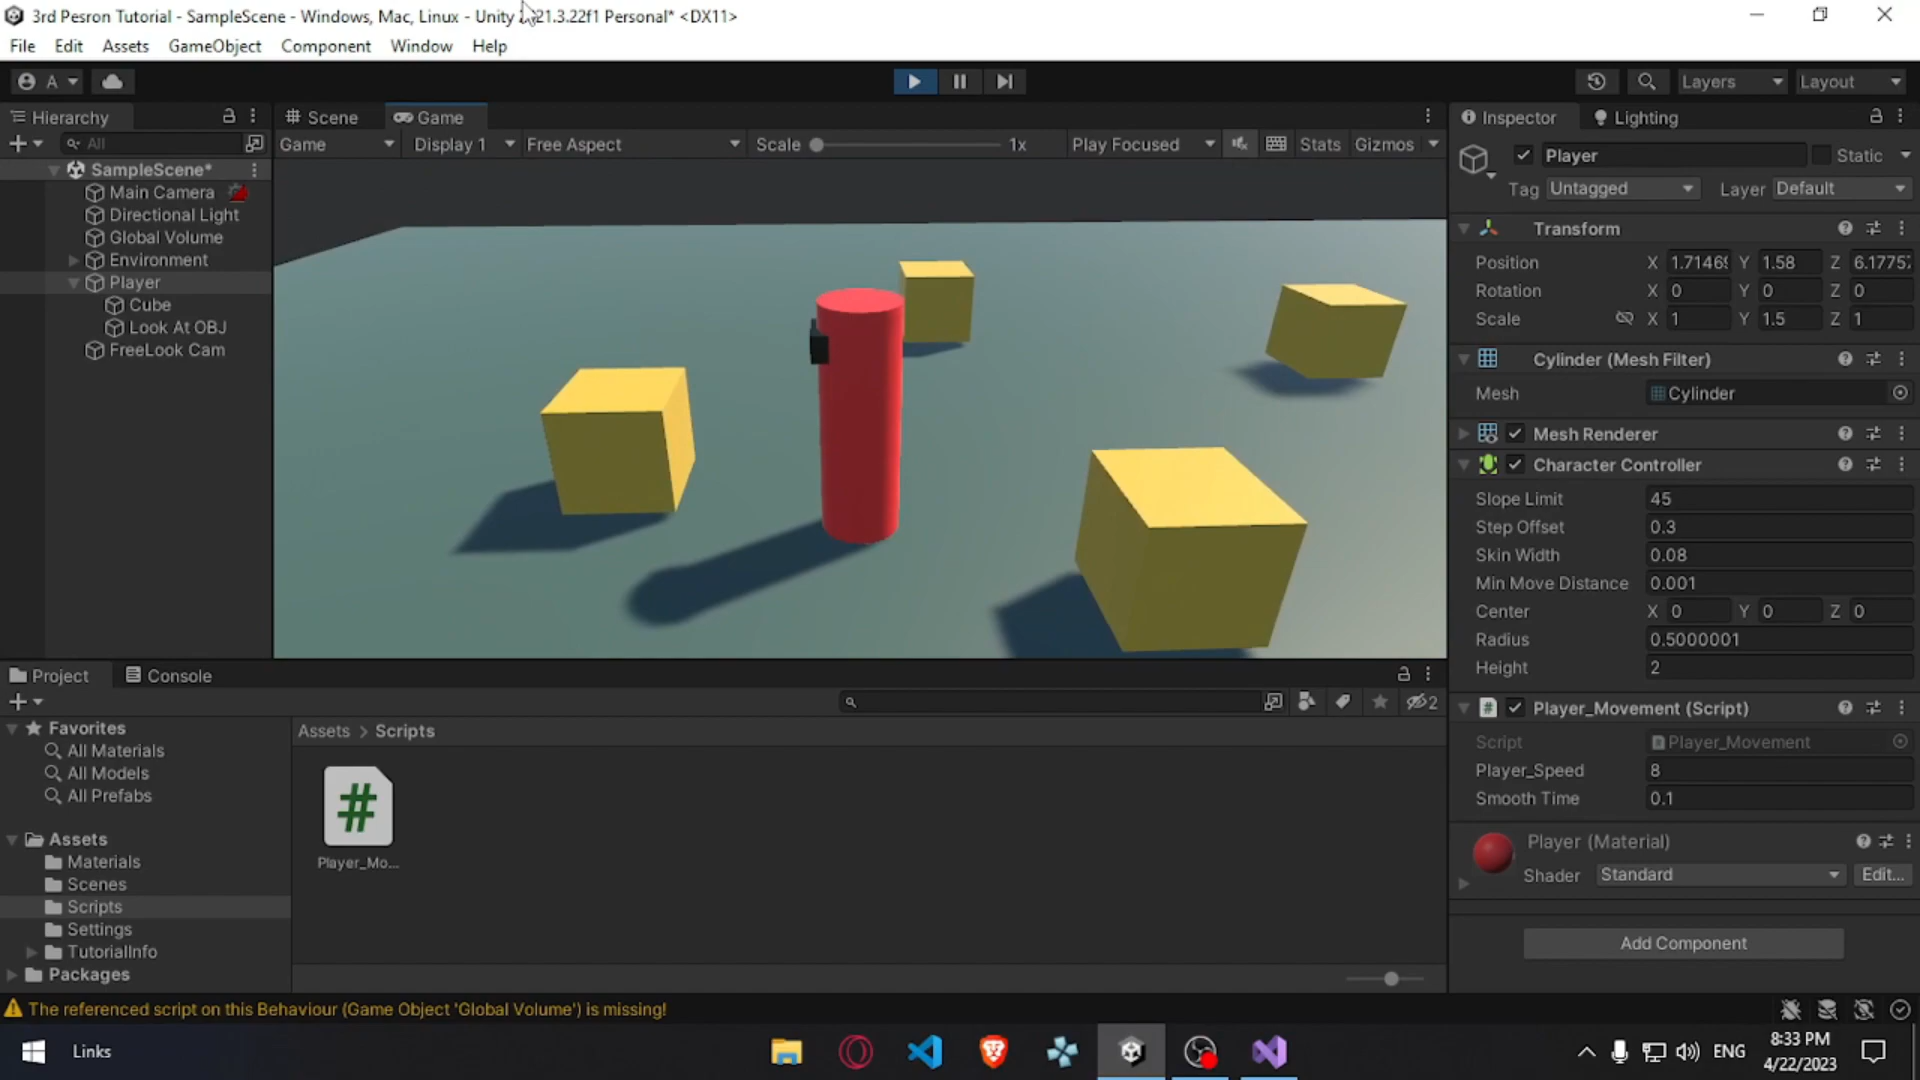 3rd Pesron Tutorial - SampleScene - Windows, Mac, Linux - Unity 2021.3.22f1 Personal* <DX11>
File Edit Assets GameObject Component Window Help
A Layers Layout
Hierarchy
All
SampleScene*
Main Camera
Directional Light
Global Volume
Environment
Player
Cube
Look At OBJ
FreeLook Cam
Scene Game
Game Display 1 Free Aspect Scale 1x Play Focused Stats Gizmos
Inspector Lighting
Player Static
Tag Untagged Layer Default
Transform
Position X 1.71469 Y 1.58 Z 6.1775
Rotation X 0 Y 0 Z 0
Scale X 1 Y 1.5 Z 1
Cylinder (Mesh Filter)
Mesh Cylinder
Mesh Renderer
Character Controller
Slope Limit 45
Step Offset 0.3
Skin Width 0.08
Min Move Distance 0.001
Center X 0 Y 0 Z 0
Radius 0.5000001
Height 2
Player_Movement (Script)
Script Player_Movement
Player_Speed 8
Smooth Time 0.1
Player (Material)
Shader Standard Edit...
Add Component
Project Console
2
Favorites
All Materials
All Models
All Prefabs
Assets
Materials
Scenes
Scripts
Settings
TutorialInfo
Packages
Assets > Scripts
#
Player_Mo...
The referenced script on this Behaviour (Game Object 'Global Volume') is missing!
Links
ENG
8:33 PM
4/22/2023